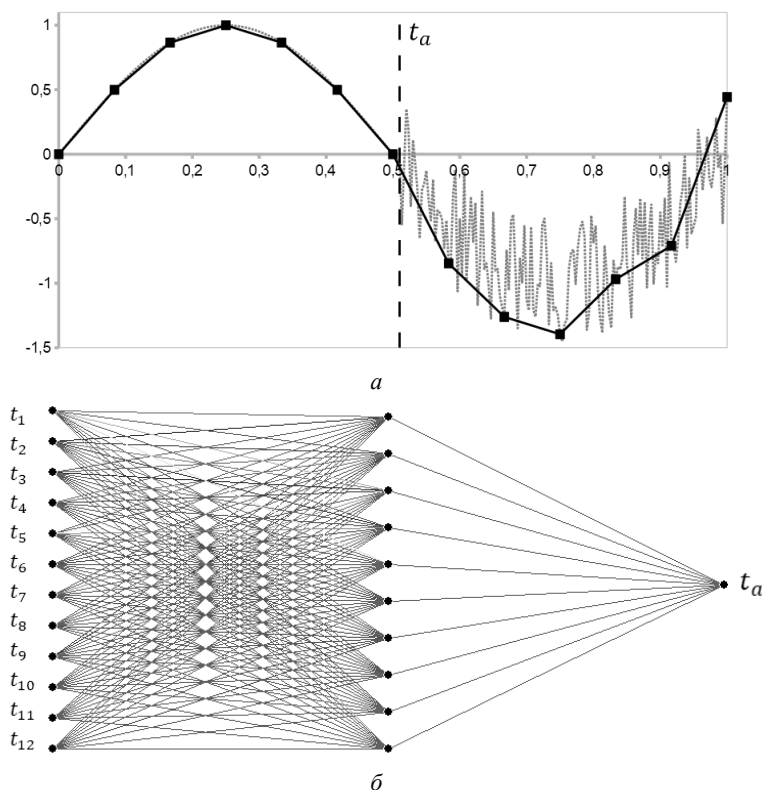 1
t_a
0,5
0
0 0,1 0,2 0,3 0,4 0,5 0,6 0,7 0,8 0,9 1
-0,5
-1
-1,5
а
t_1
t_2
t_3
t_4
t_5
t_6
t_7
t_8
t_9
t_10
t_11
t_12
t_a
б